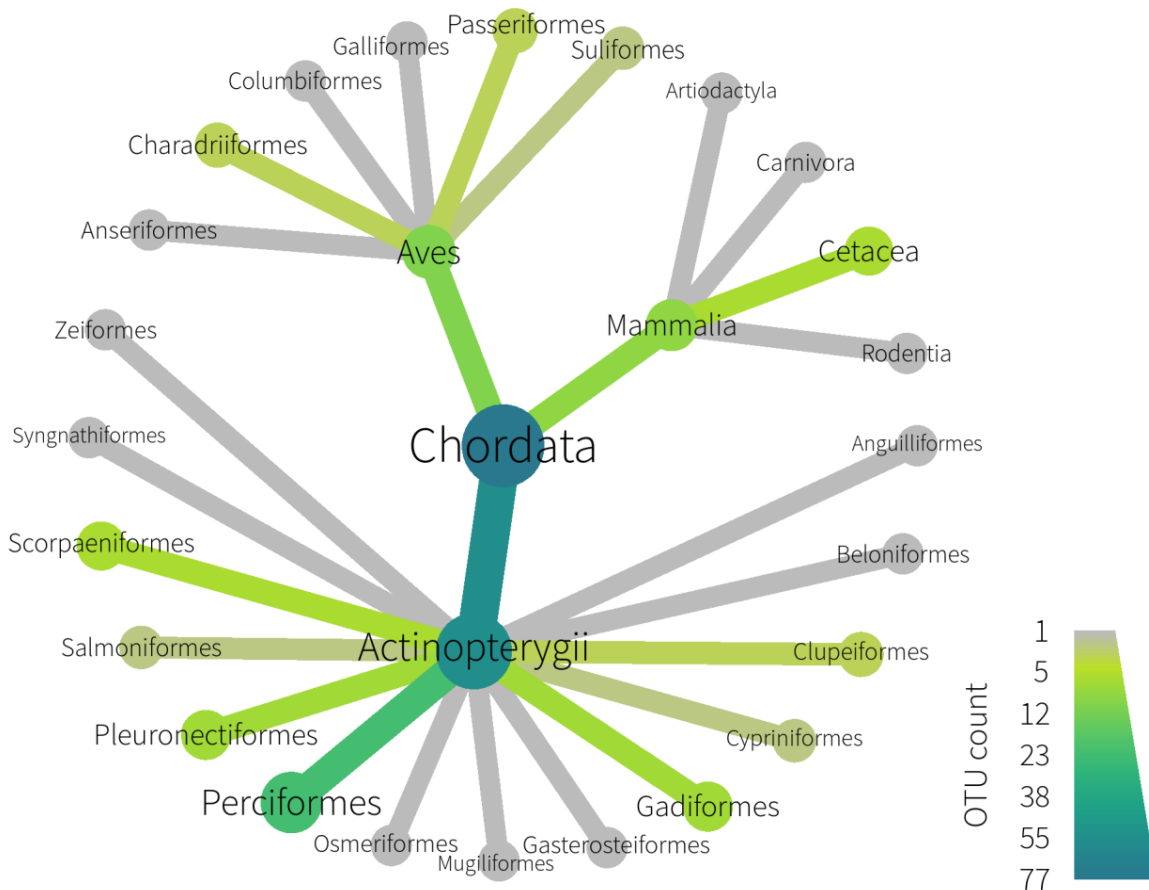 Passeriformes
Galliformes
Suliformes
Columbiformes
Artiodactyla
Charadriiformes
Carnivora
Anseriformes
Aves
Cetacea
Zeiformes
Mammalia
Rodentia
Syngnathiformes
Chordata
Anguilliformes
Scorpaeniformes
Beloniformes
Salmoniformes
Actinopterygii
Clupeiformes
Pleuronectiformes
Cypriniformes
Perciformes
Gadiformes
Osmeriformes
Mugiliformes
Gasterosteiformes
OTU count
1
5
12
23
38
55
77